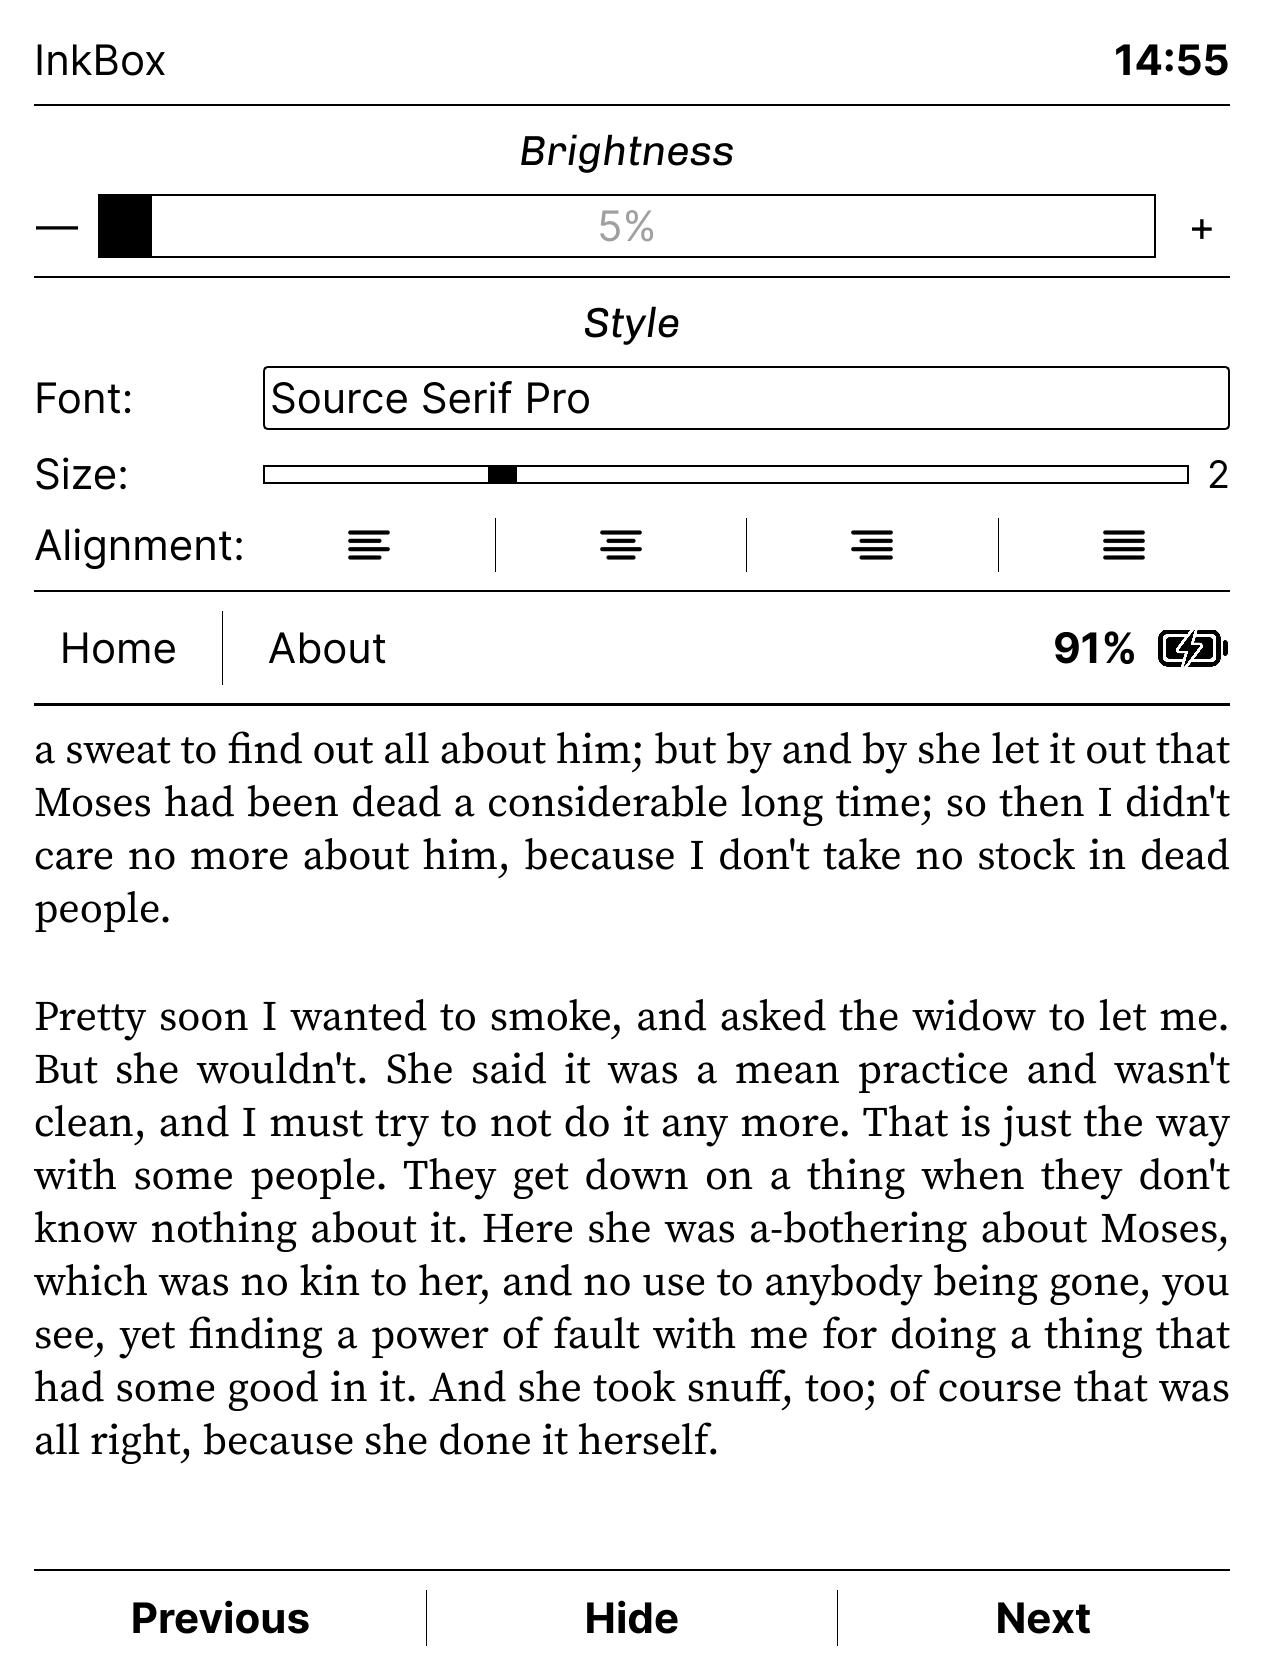 InkBox 14:55
Brightness
— 5% +
Style
Font: Source Serif Pro
Size: 2
Alignment:
Home About 91%
a sweat to find out all about him; but by and by she let it out that
Moses had been dead a considerable long time; so then I didn't
care no more about him, because I don't take no stock in dead
people.
Pretty soon I wanted to smoke, and asked the widow to let me.
But she wouldn't. She said it was a mean practice and wasn't
clean, and I must try to not do it any more. That is just the way
with some people. They get down on a thing when they don't
know nothing about it. Here she was a-bothering about Moses,
which was no kin to her, and no use to anybody being gone, you
see, yet finding a power of fault with me for doing a thing that
had some good in it. And she took snuff, too; of course that was
all right, because she done it herself.
Previous Hide Next